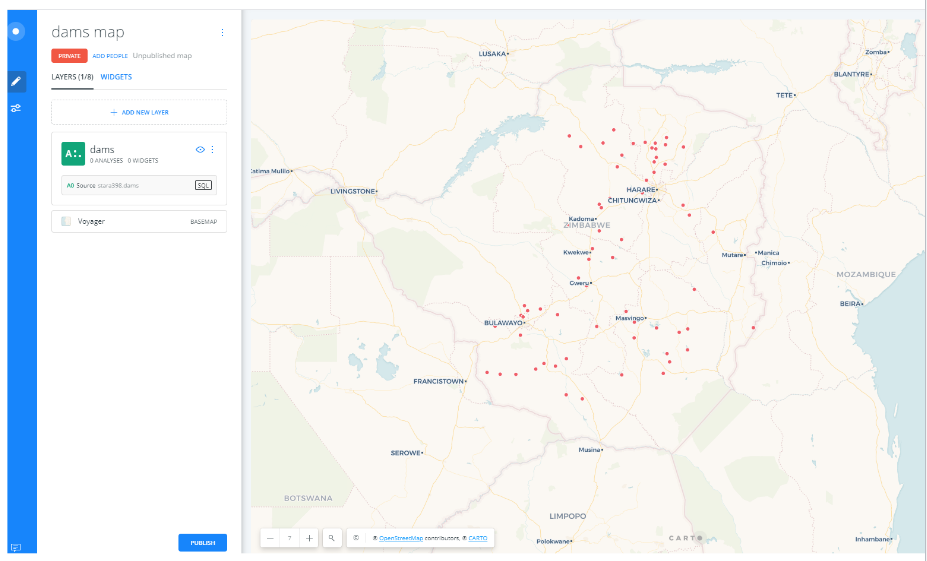 dams map
PRIVATE ADD PEOPLE Unpublished map
LAYERS (1/8) WIDGETS
+ ADD NEW LAYER
A:. dams
0 ANALYSES 0 WIDGETS
A0 Source stara898.dams SQL
Voyager BASEMAP
PUBLISH
LUSAKA
Zomba
BLANTYRE
TETE
atima Mulilo
LIVINGSTONE
HARARE
CHITUNGWIZA
Kadoma
ZIMBABWE
Kwekwe
Mutare
Manica
Chimoio
MOZAMBIQUE
Gweru
BEIRA
Masvingo
BULAWAYO
FRANCISTOWN
SEROWE
Musina
BOTSWANA
LIMPOPO
Polokwane
Inhambane
CARTO
− 7 + © © OpenStreetMap contributors, © CARTO